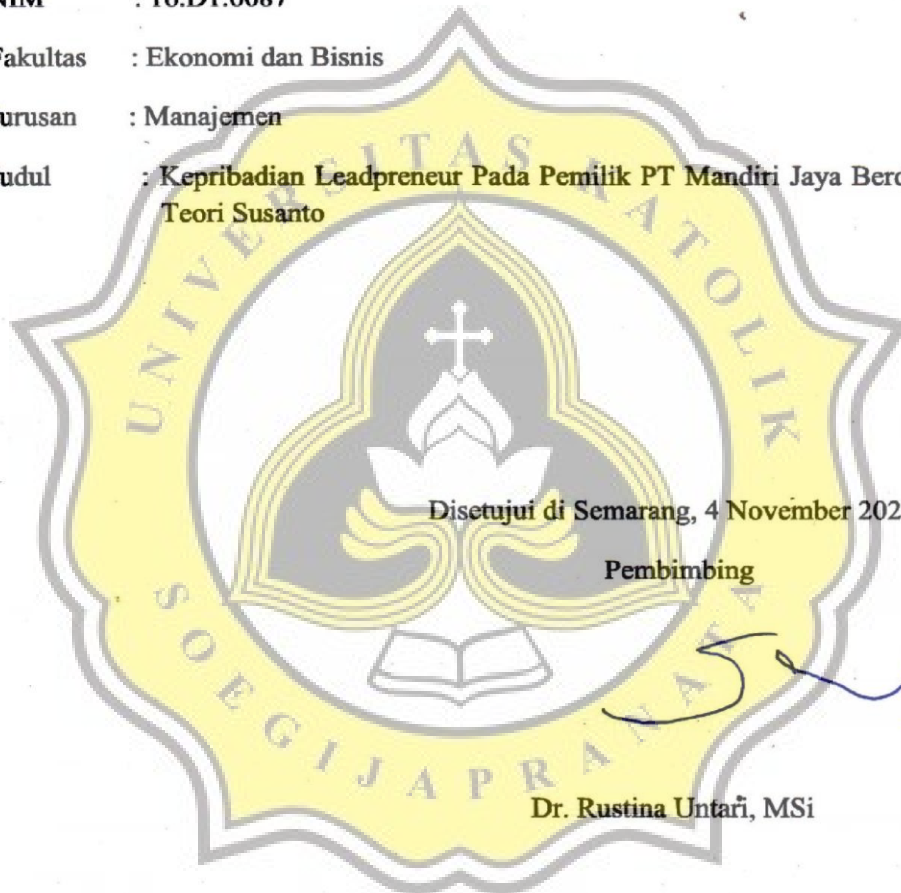 : 16.D1.0087
: Ekonomi dan Bisnis
: Manajemen
: Kepribadian Leadpreneur Pada Pemilik PT Mandiri Jaya
Teori Susanto
UNIVERSITAS KATOLIK
SOEGIJAPRANATA
Disetujui di Semarang, 4 November
Pembimbing
Dr. Rustina Untari, MSi